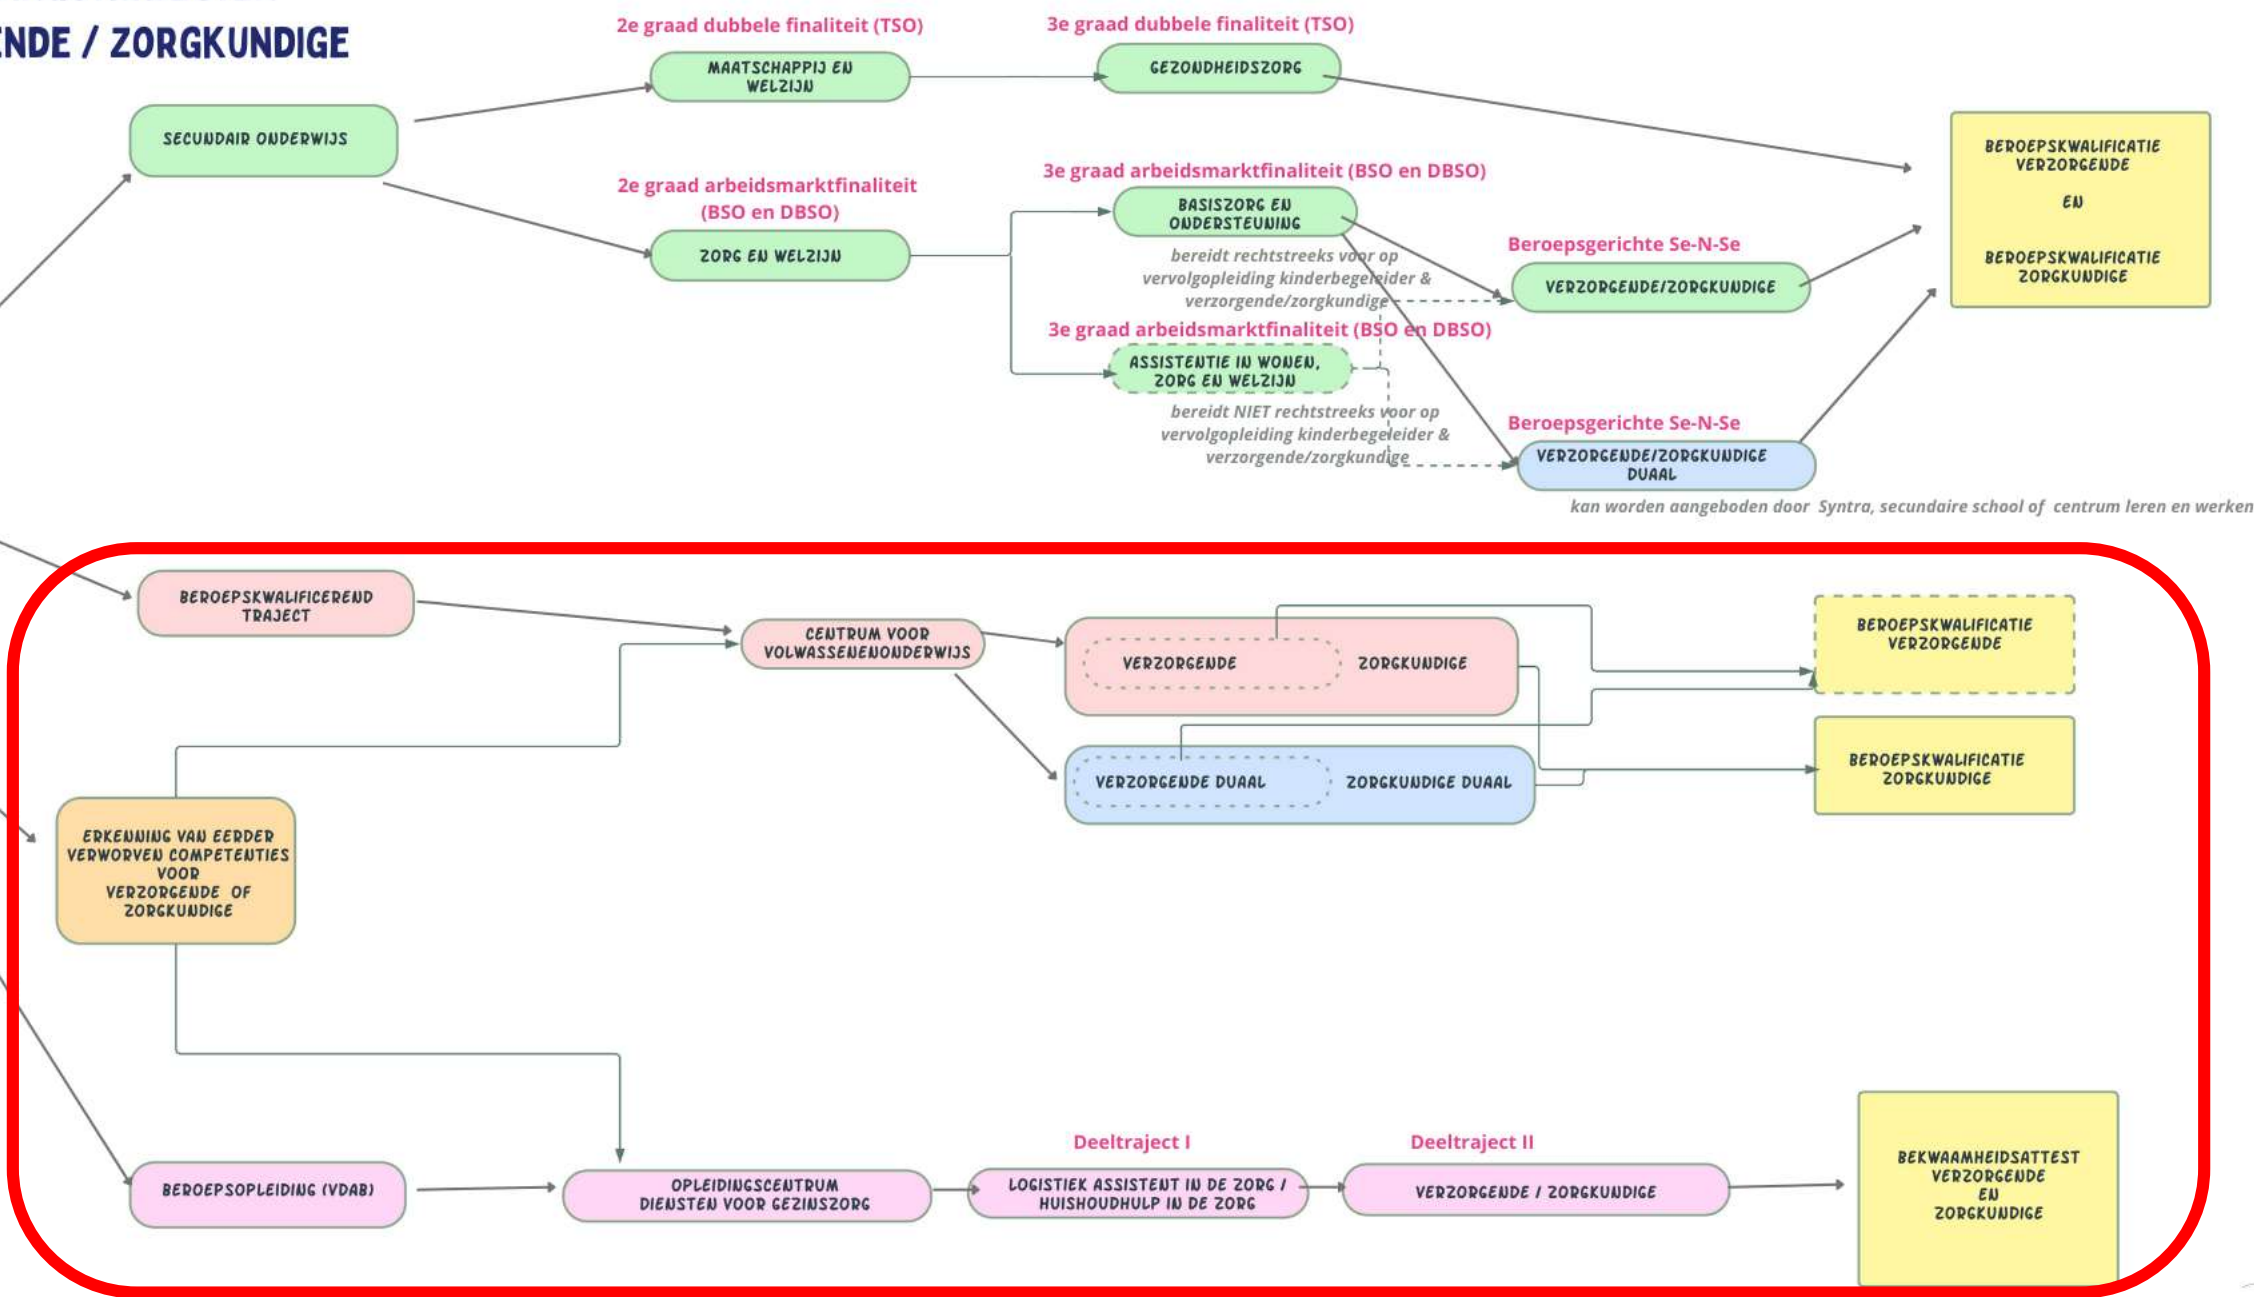 ENDE / ZORGKUNDIGE
2e graad dubbele finaliteit (TSO)
3e graad dubbele finaliteit (TSO)
MAATSCHAPPIJ EN
WELZIJN
GEZONDHEIDSZORG
SECUNDAIR ONDERWIJS
BEROEPSKWALIFICATIE
VERZORGENDE
EN
BEROEPSKWALIFICATIE
ZORGKUNDIGE
2e graad arbeidsmarktfinaliteit
(BSO en DBSO)
3e graad arbeidsmarktfinaliteit (BSO en DBSO)
BASISZORG EN
ONDERSTEUNING
ZORG EN WELZIJN
bereidt rechtstreeks voor op
vervolgopleiding kinderbegeleider &
verzorgende/zorgkundige
Beroepsgerichte Se-N-Se
VERZORGENDE/ZORGKUNDIGE
3e graad arbeidsmarktfinaliteit (BSO en DBSO)
ASSISTENTIE IN WONEN,
ZORG EN WELZIJN
bereidt NIET rechtstreeks voor op
vervolgopleiding kinderbegeleider &
verzorgende/zorgkundige
Beroepsgerichte Se-N-Se
VERZORGENDE/ZORGKUNDIGE
DUAAL
kan worden aangeboden door Syntra, secundaire school of centrum leren en werken
BEROEPSKWALIFICEREND
TRAJECT
CENTRUM VOOR
VOLWASSENENONDERWIJS
VERZORGENDE
ZORGKUNDIGE
BEROEPSKWALIFICATIE
VERZORGENDE
VERZORGENDE DUAAL
ZORGKUNDIGE DUAAL
BEROEPSKWALIFICATIE
ZORGKUNDIGE
ERKENNING VAN EERDER
VERWORVEN COMPETENTIES
VOOR
VERZORGENDE OF
ZORGKUNDIGE
Deeltraject I
Deeltraject II
BEROEPSOPLEIDING (VDAB)
OPLEIDINGSCENTRUM
DIENSTEN VOOR GEZINSZORG
LOGISTIEK ASSISTENT IN DE ZORG /
HUISHOUDHULP IN DE ZORG
VERZORGENDE / ZORGKUNDIGE
BEKWAAMHEIDSATTEST
VERZORGENDE
EN
ZORGKUNDIGE